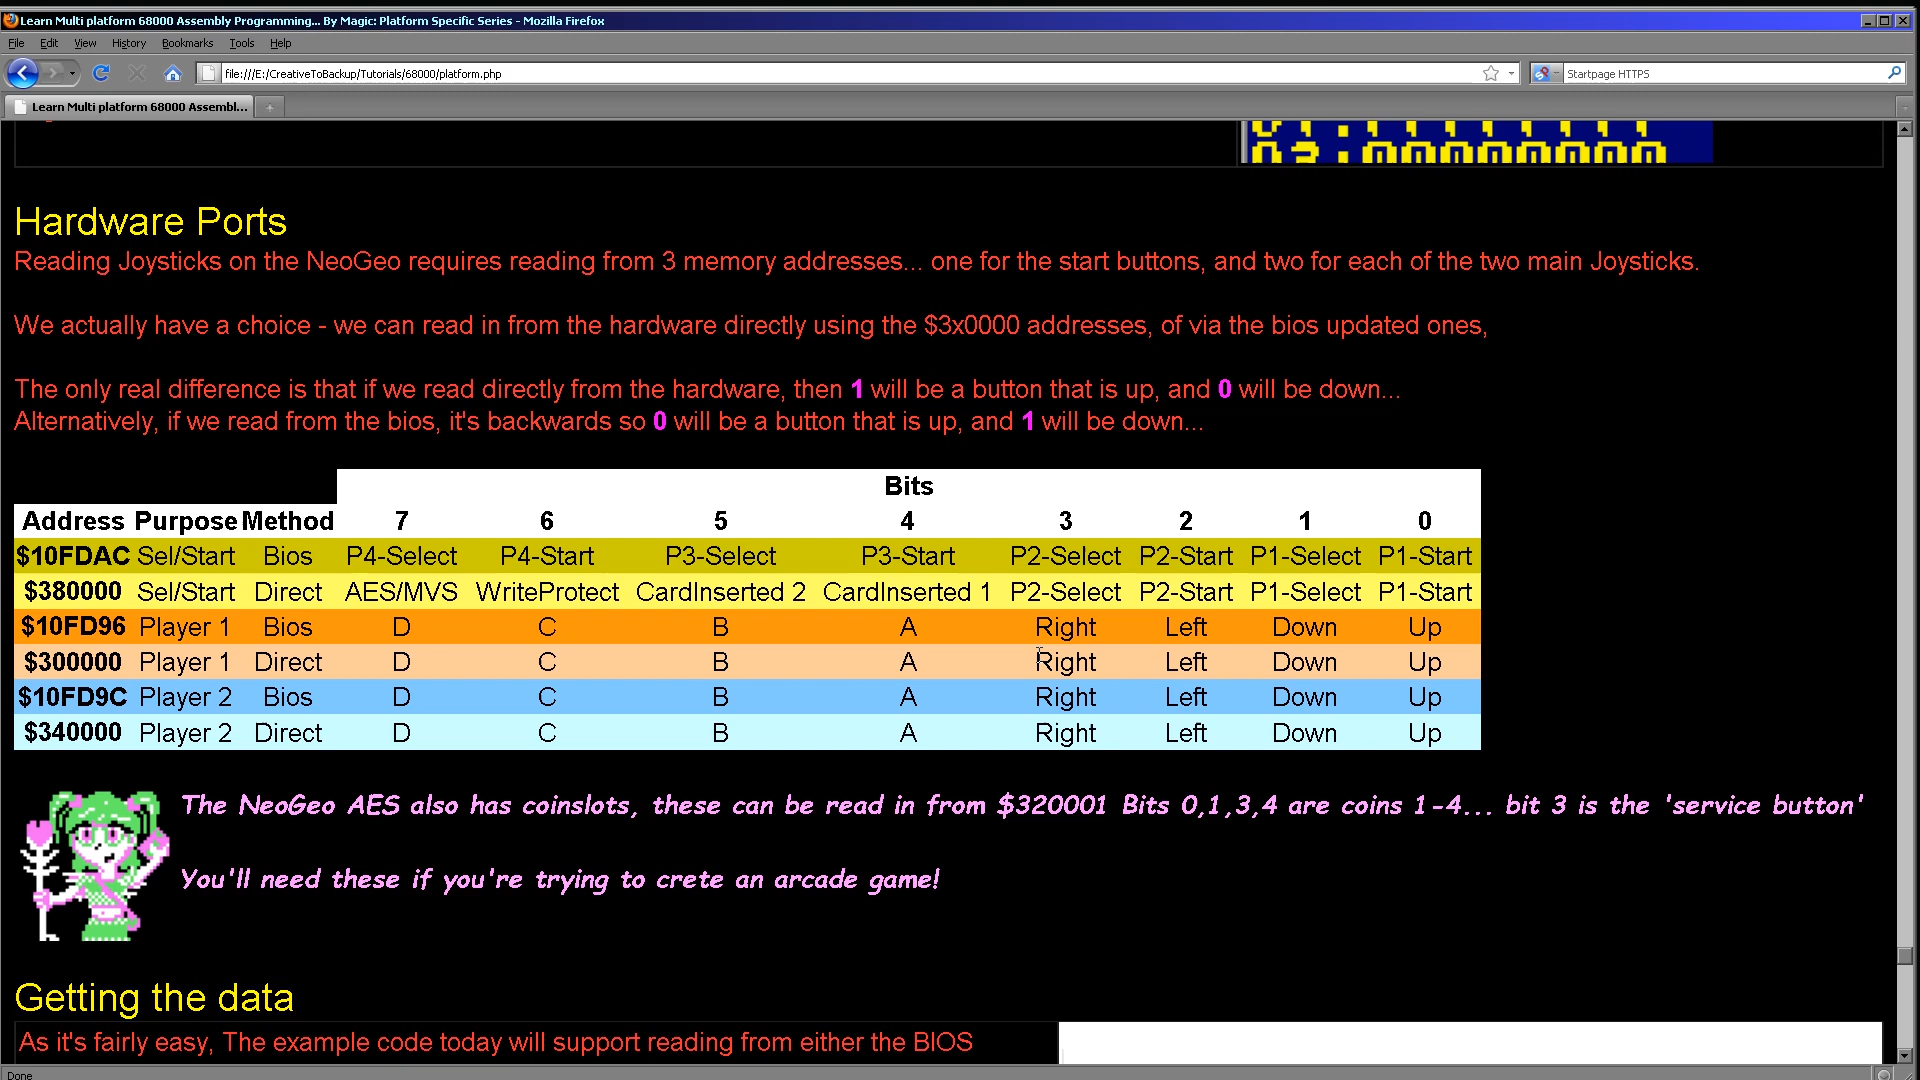 Learn Multi platform 68000 Assembly Programming... By Magic: Platform Specific Series - Mozilla Firefox
File Edit View History Bookmarks Tools Help
file:///E:/CreativeToBackup/Tutorials/68000/platform.php
Startpage HTTPS
Learn Multi platform 68000 Assembl...
Hardware Ports
Reading Joysticks on the NeoGeo requires reading from 3 memory addresses... one for the start buttons, and two for each of the two main Joysticks.
We actually have a choice - we can read in from the hardware directly using the $3x0000 addresses, of via the bios updated ones,
The only real difference is that if we read directly from the hardware, then 1 will be a button that is up, and 0 will be down...
Alternatively, if we read from the bios, it's backwards so 0 will be a button that is up, and 1 will be down...
Bits
Address Purpose Method 7 6 5 4 3 2 1 0
$10FDAC Sel/Start Bios P4-Select P4-Start P3-Select P3-Start P2-Select P2-Start P1-Select P1-Start
$380000 Sel/Start Direct AES/MVS WriteProtect CardInserted 2 CardInserted 1 P2-Select P2-Start P1-Select P1-Start
$10FD96 Player 1 Bios D C B A Right Left Down Up
$300000 Player 1 Direct D C B A Right Left Down Up
$10FD9C Player 2 Bios D C B A Right Left Down Up
$340000 Player 2 Direct D C B A Right Left Down Up
The NeoGeo AES also has coinslots, these can be read in from $320001 Bits 0,1,3,4 are coins 1-4... bit 3 is the 'service button'
You'll need these if you're trying to crete an arcade game!
Getting the data
As it's fairly easy, The example code today will support reading from either the BIOS
Done